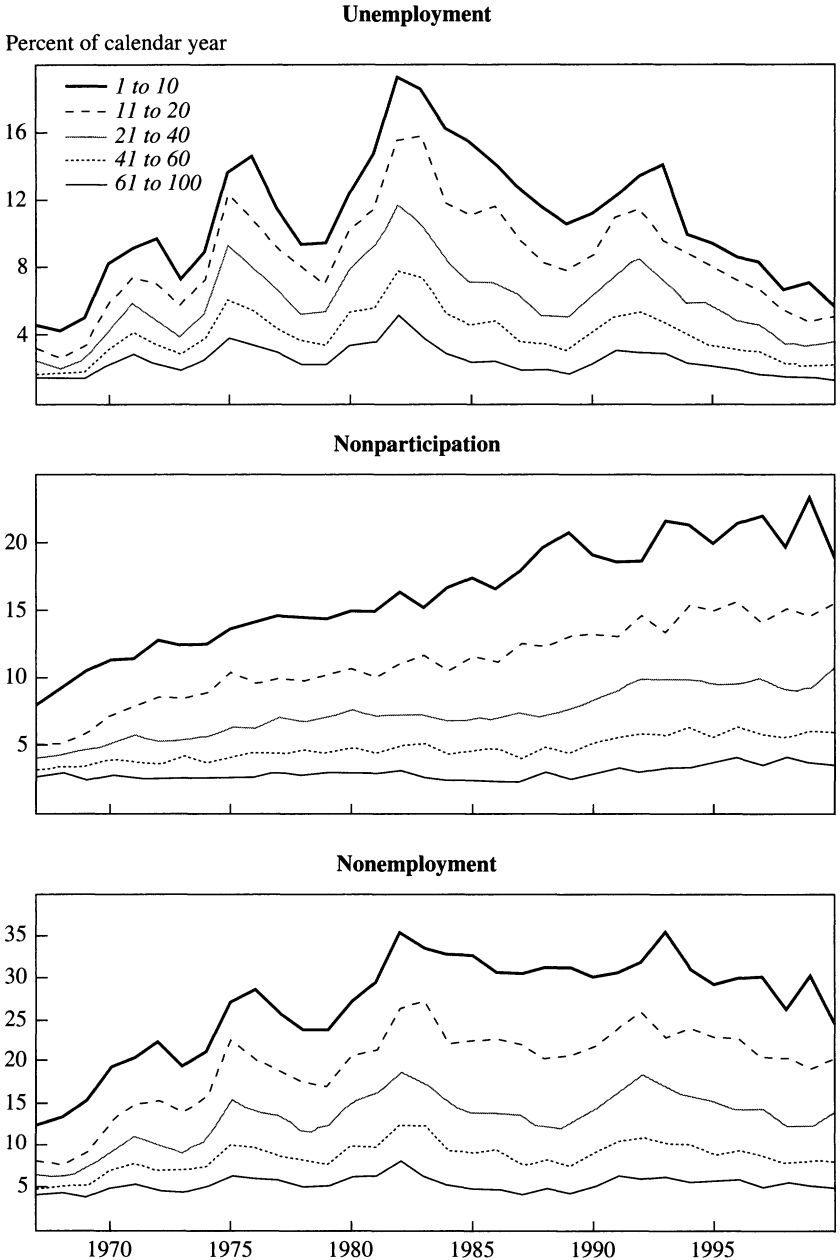 Unemployment
Percent of calendar year
1 to 10
11 to 20
21 to 40
41 to 60
61 to 100
16
12
8
4
Nonparticipation
20
15
10
5
Nonemployment
35
30
25
20
15
10
5
1970 1975 1980 1985 1990 1995